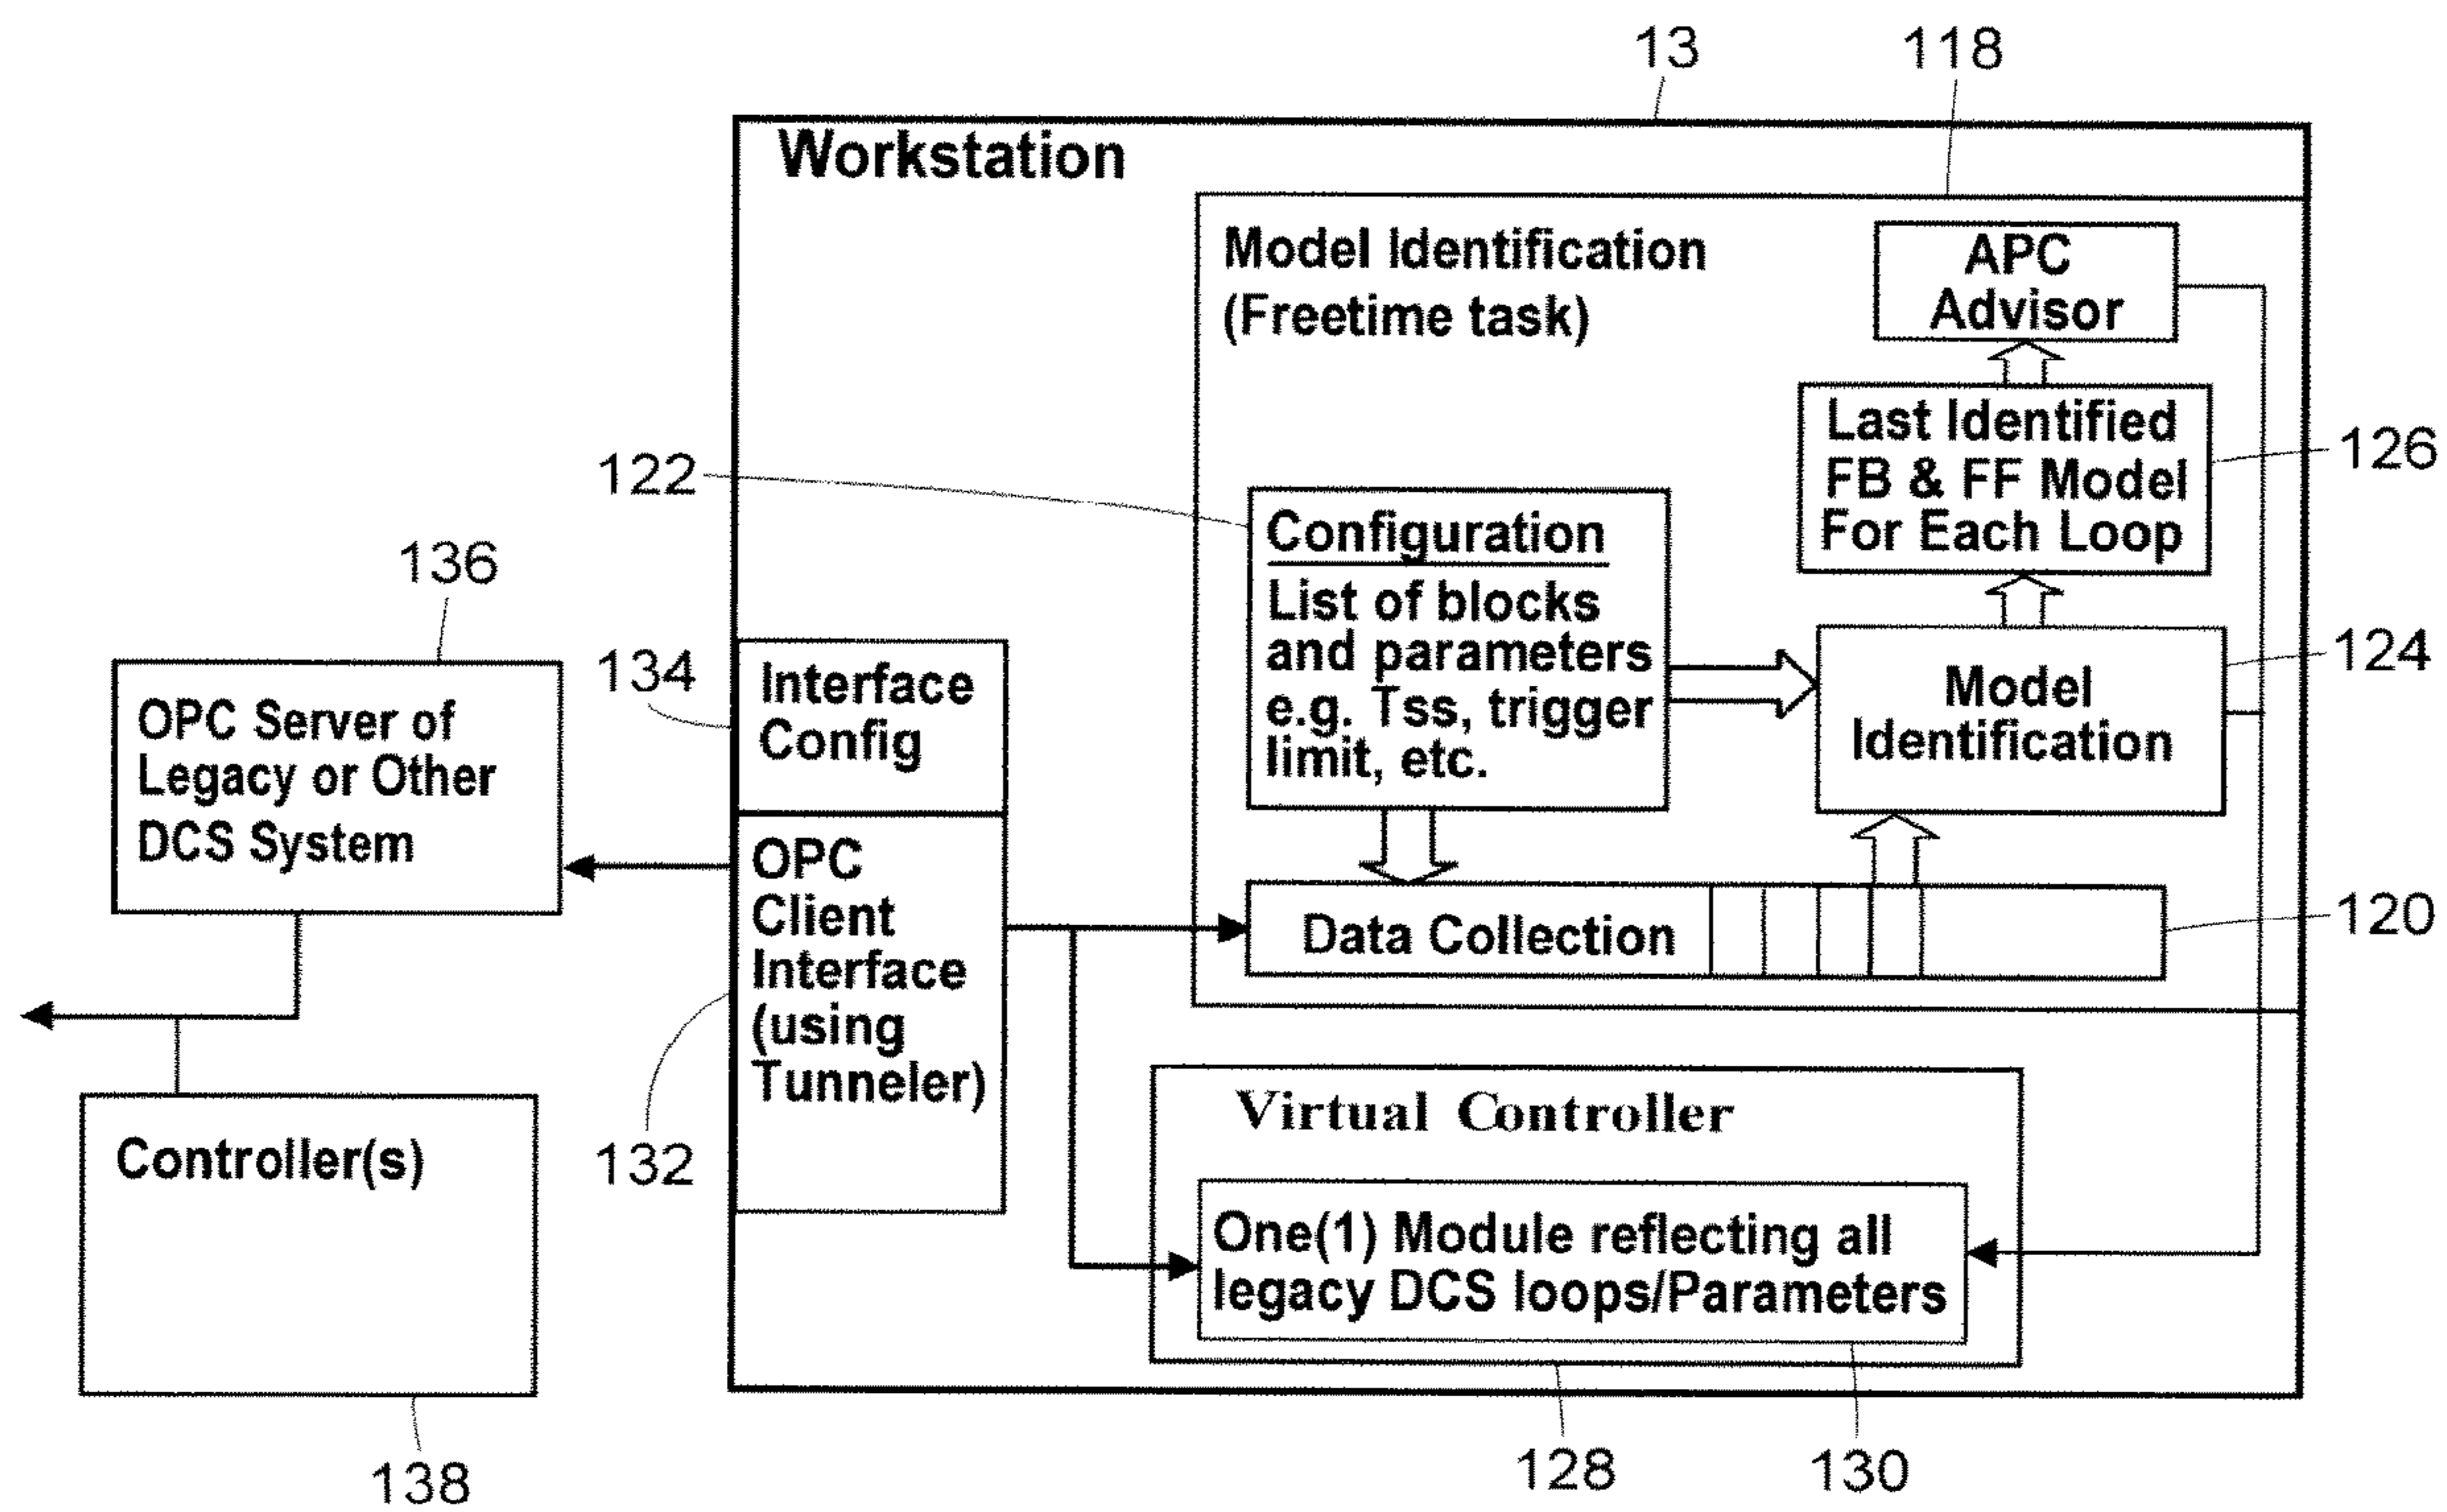 13
118
Workstation
Model Identification
(Freetime task)
APC
Advisor
Last Identified
FB & FF Model
For Each Loop
126
122
Configuration
List of blocks
and parameters
e.g. Tss, trigger
limit, etc.
136
134
Interface
Config
124
Model
Identification
OPC Server of
Legacy or Other
DCS System
OPC
Client
Interface
(using
Tunneler)
Data Collection
120
132
Controller(s)
138
Virtual Controller
One(1) Module reflecting all
legacy DCS loops/Parameters
128
130